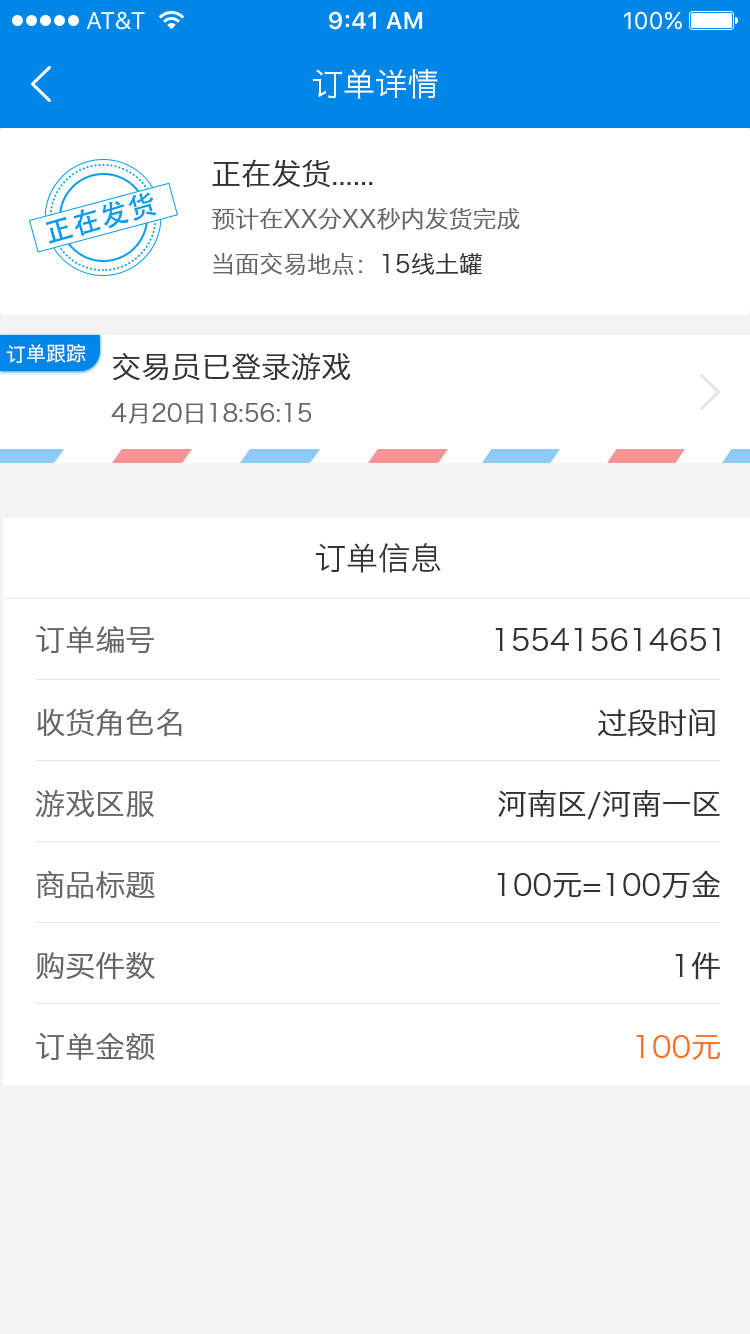 AT&T 9:41 AM 100%
订单详情
正在发货
正在发货......
预计在XX分XX秒内发货完成
当面交易地点：15线土罐
订单跟踪
交易员已登录游戏
4月20日18:56:15
订单信息
订单编号 155415614651
收货角色名 过段时间
游戏区服 河南区/河南一区
商品标题 100元=100万金
购买件数 1件
订单金额 100元